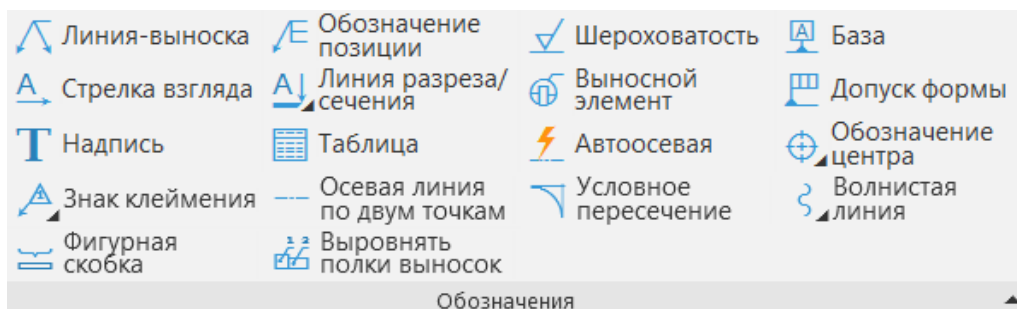 Линия-выноска
Обозначение
позиции
Шероховатость
База
Стрелка взгляда
Линия разреза/
сечения
Выносной
элемент
Допуск формы
Надпись
Таблица
Автоосевая
Обозначение
центра
Знак клеймения
Осевая линия
по двум точкам
Условное
пересечение
Волнистая
линия
Фигурная
скобка
Выровнять
полки выносок
Обозначения